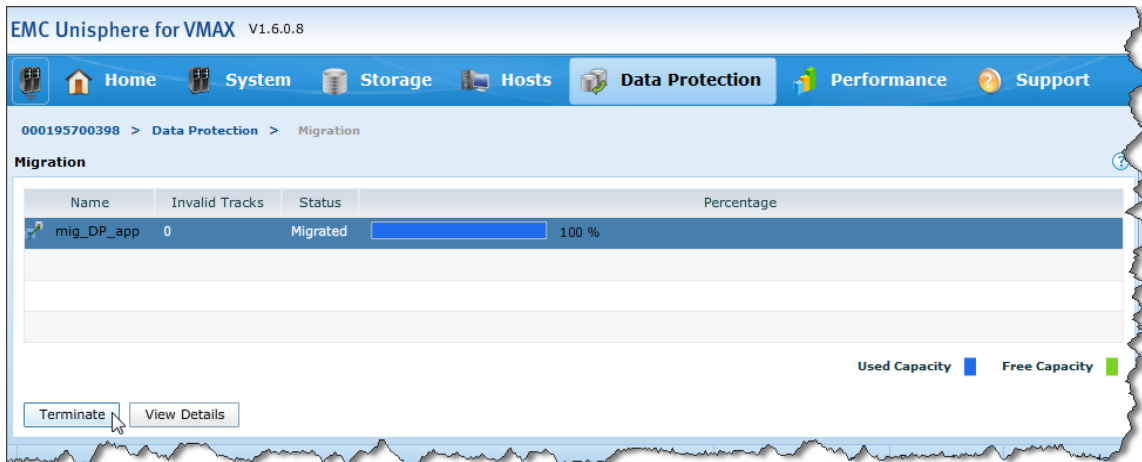 EMC Unisphere for VMAX V1.6.0.8
Home System Storage Hosts Data Protection Performance Support
000195700398 > Data Protection > Migration
Migration
?
Name Invalid Tracks Status Percentage
mig_DP_app 0 Migrated 100 %
Used Capacity Free Capacity
Terminate View Details